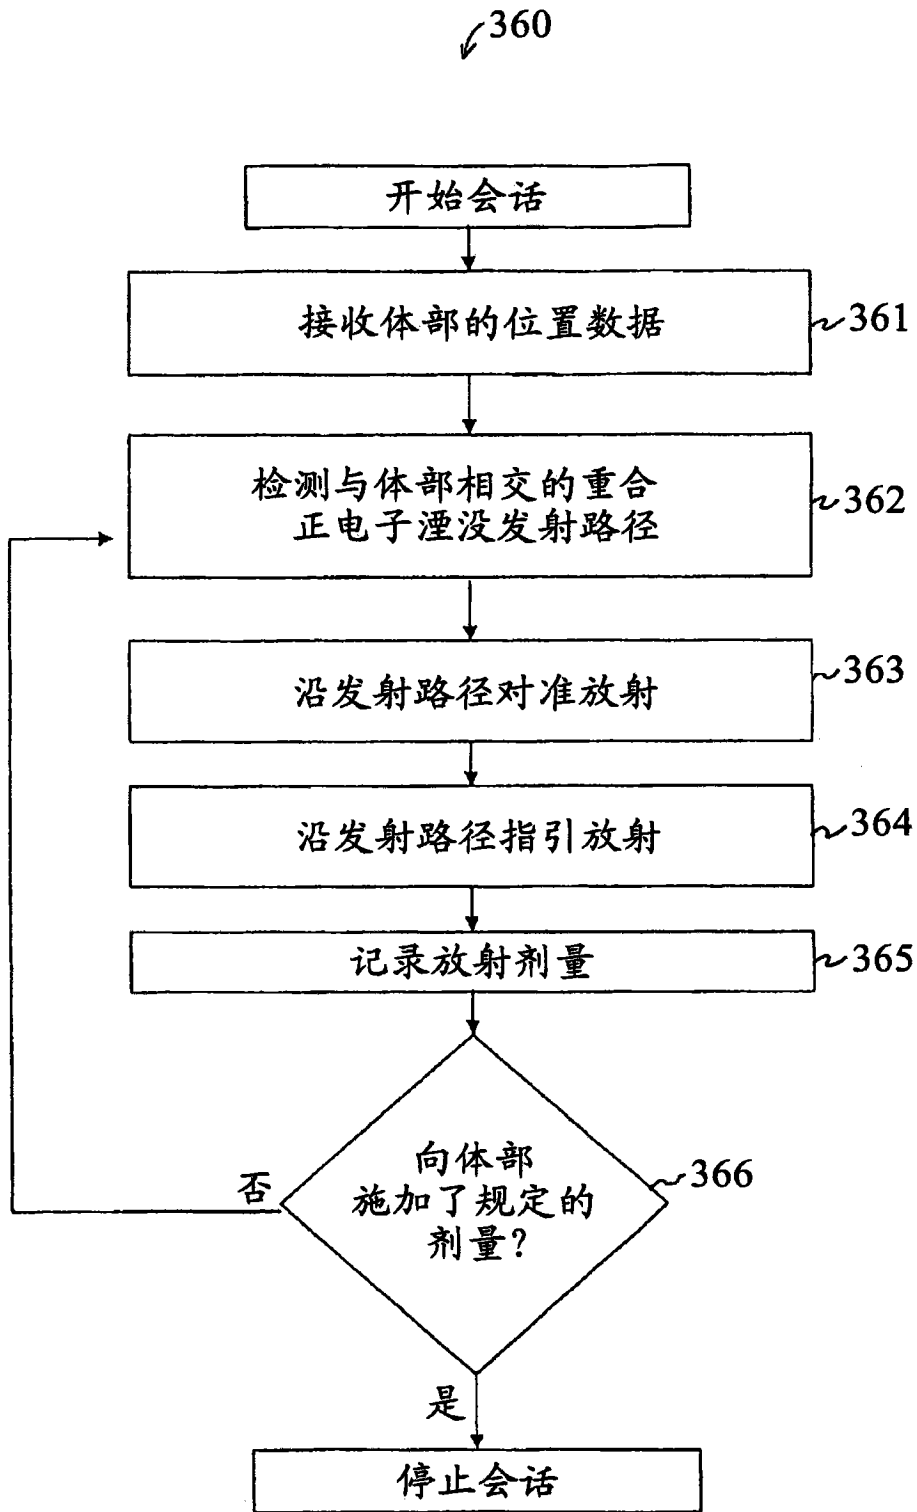 360
开始会话
接收体部的位置数据
361
检测与体部相交的重合
正电子湮没发射路径
362
沿发射路径对准放射
363
沿发射路径指引放射
364
记录放射剂量
365
向体部
施加了规定的
剂量?
366
否
是
停止会话